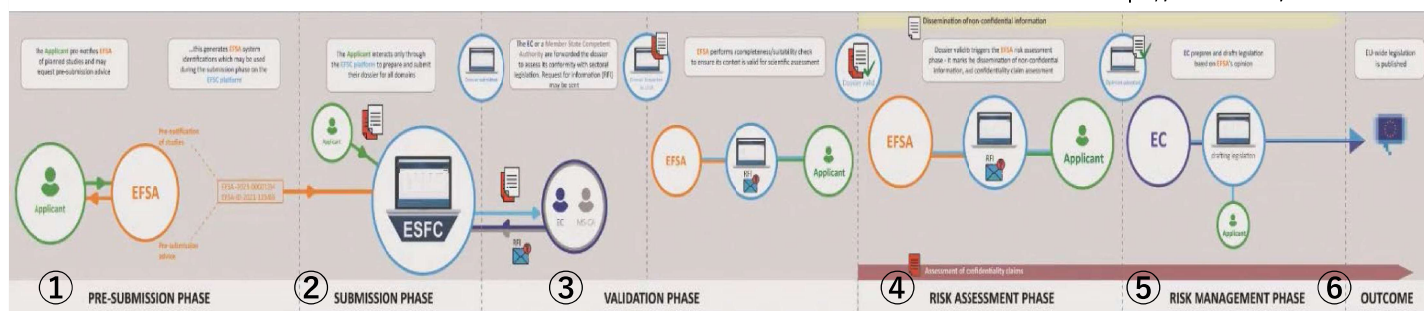 Dissemination of non-confidential information
The Applicant pre-notifies EFSA
of planned studies and may
request pre-submission advice
...this generates EFSA system
identifications which may be used
during the submission phase on the
EFSC platform
The Applicant interacts only through
the EFSC platform to prepare and submit
their dossier for all domains
The EC or a Member State Competent
Authority are forwarded the dossier
to assess its conformity with sectoral
legislation. Request for information (RFI)
may be sent
EFSA performs completeness/suitability check
to ensure its content is valid for scientific assessment
Dossier valid
Dossier validity triggers the EFSA risk assessment
phase - it marks the dissemination of non-confidential
information, and confidentiality claim assessment
EC prepares and drafts legislation
based on EFSA's opinion
EU-wide legislation
is published
Pre-notification
of studies
Applicant
EFSA
Pre-submission
advice
Applicant
ESFC
RFI
EC
MS CA
EFSA
RFI
Applicant
EFSA
RFI
Applicant
EC
drafting legislation
Applicant
Assessment of confidentiality claims
① PRE-SUBMISSION PHASE
② SUBMISSION PHASE
③ VALIDATION PHASE
④ RISK ASSESSMENT PHASE
⑤ RISK MANAGEMENT PHASE
⑥ OUTCOME